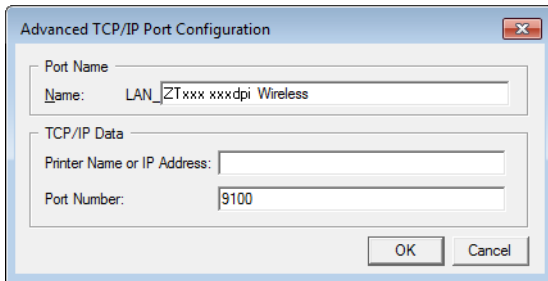 Advanced TCP/IP Port Configuration
Port Name
Name: LAN_ZTxxx xxxdpi Wireless
TCP/IP Data
Printer Name or IP Address:
Port Number: 9100
OK Cancel